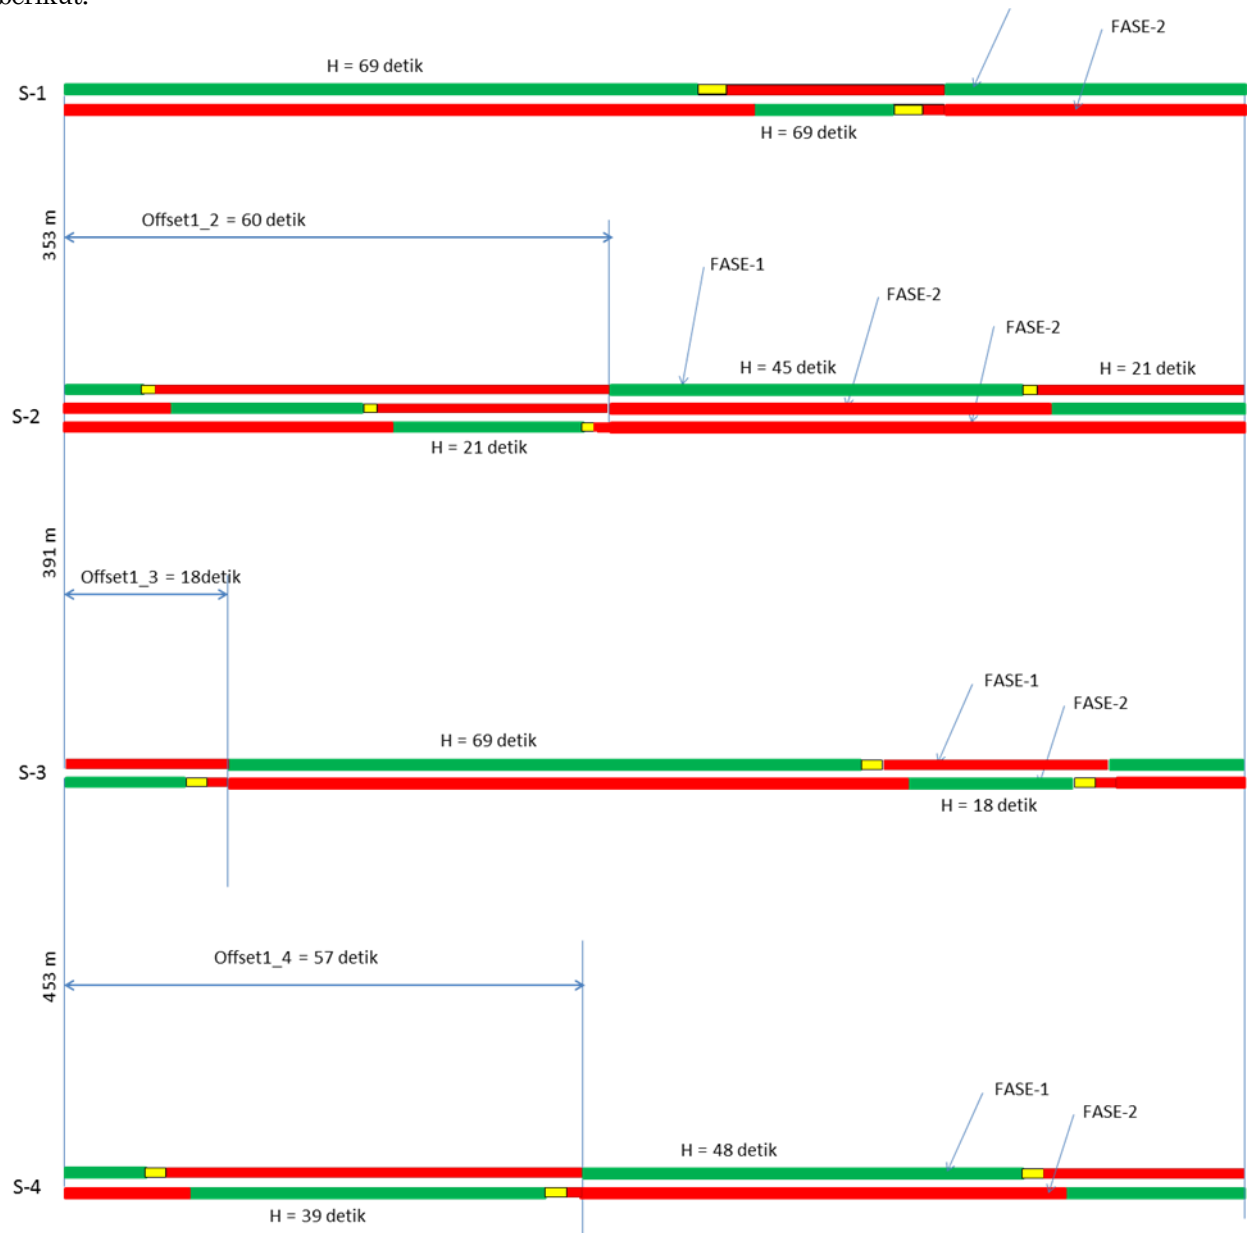 berikut.
FASE-2
H = 69 detik
S-1
H = 69 detik
353 m
Offset1_2 = 60 detik
FASE-1
FASE-2
FASE-2
H = 45 detik
H = 21 detik
S-2
H = 21 detik
391 m
Offset1_3 = 18detik
FASE-1
FASE-2
H = 69 detik
S-3
H = 18 detik
453 m
Offset1_4 = 57 detik
FASE-1
FASE-2
H = 48 detik
S-4
H = 39 detik